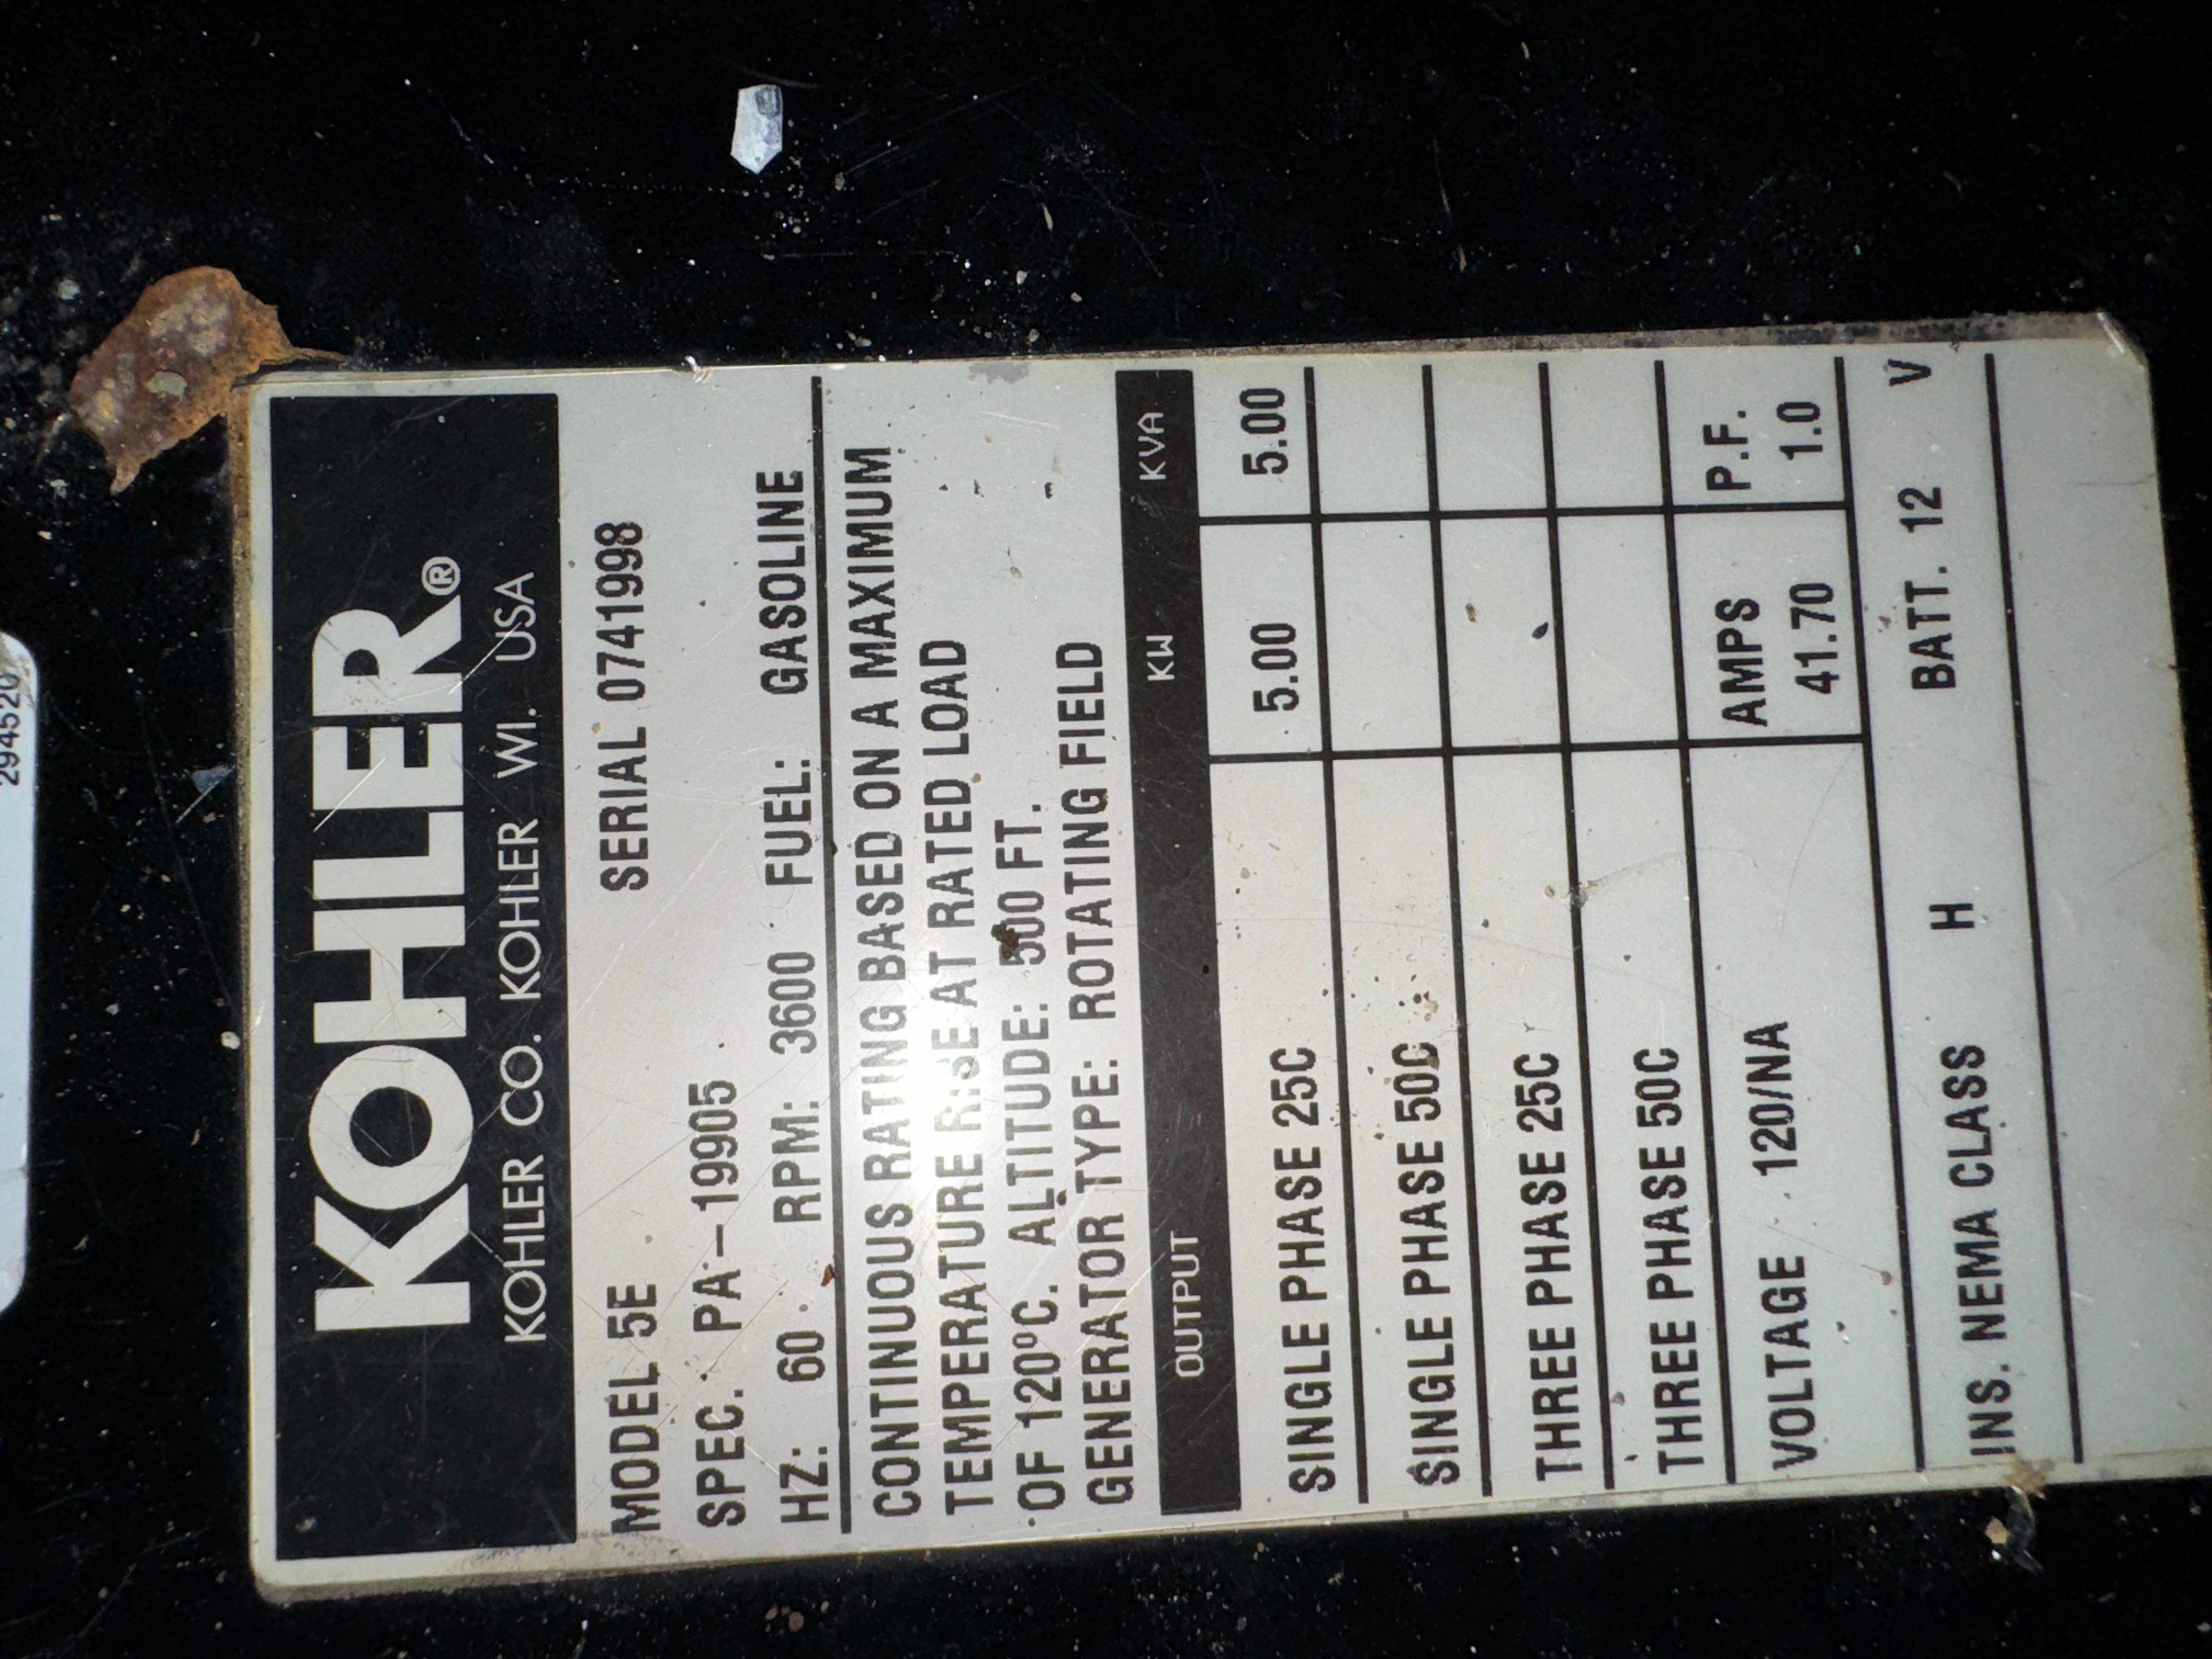 KOHLER®
KOHLER CO. KOHLER WI. USA
MODEL 5E SERIAL 0741998
SPEC. PA-19905
HZ: 60 RPM: 3600 FUEL: GASOLINE
CONTINUOUS RATING BASED ON A MAXIMUM
TEMPERATURE RISE AT RATED LOAD
OF 120ºC. ALTITUDE: 500 FT.
GENERATOR TYPE: ROTATING FIELD
OUTPUT KW KVA
SINGLE PHASE 25C 5.00 5.00
SINGLE PHASE 50C
THREE PHASE 25C
THREE PHASE 50C
AMPS P.F.
VOLTAGE 120/NA 41.70 1.0
INS. NEMA CLASS H BATT. 12 V
294520